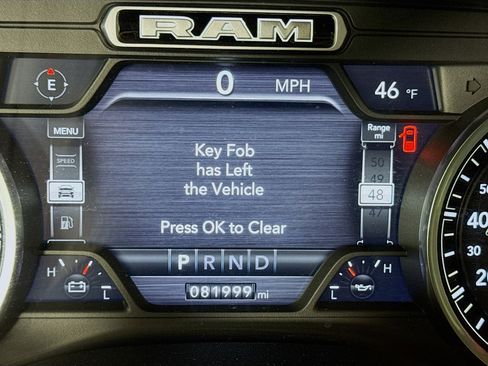 RAM
E
0 MPH
46 °F
MENU
Range
mi
SPEED
50
49
48
47
Key Fob
has Left
the Vehicle
Press OK to Clear
P R N D
H
L
L
H
081999 mi
50
40
30
20